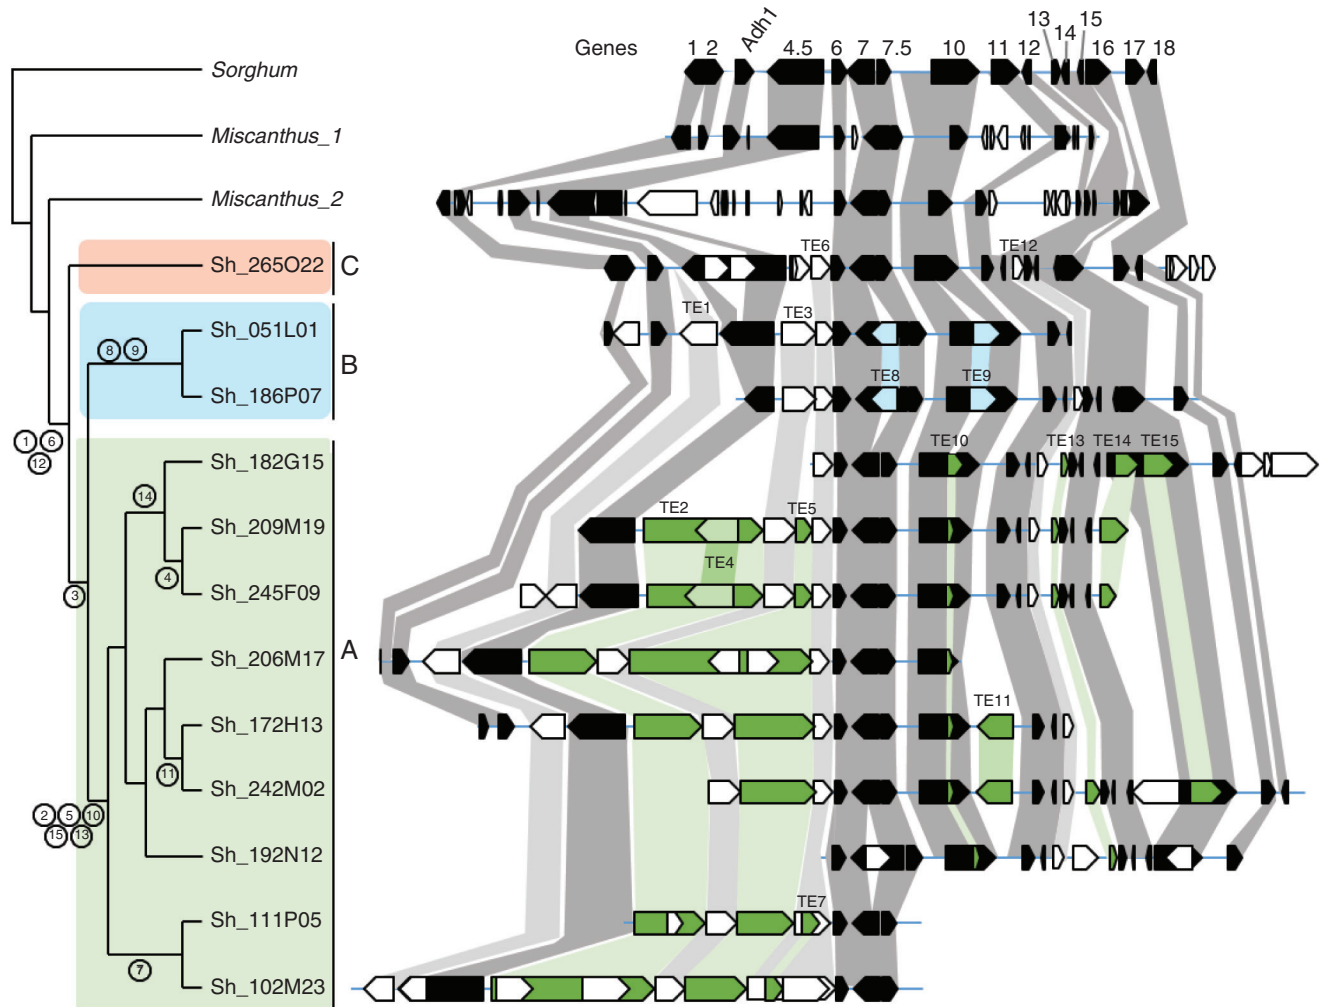 13 15
14
Genes 1 2 Adh1 4.5 6 7 7.5 10 11 12 16 17 18
Sorghum
Miscanthus_1
Miscanthus_2
TE6 TE12
Sh_265O22 C
TE1 TE3
Sh_051L01
8 9
B
TE8 TE9
Sh_186P07
1 6
12
TE10 TE13 TE14 TE15
Sh_182G15
14
TE2 TE5
Sh_209M19
TE4
4
3
Sh_245F09
A
Sh_206M17
TE11
Sh_172H13
11
Sh_242M02
2 5 10
15 13
Sh_192N12
TE7
Sh_111P05
7
Sh_102M23